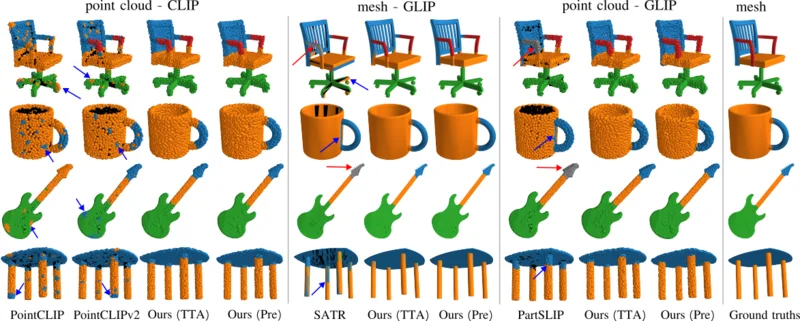 point cloud - CLIP mesh - GLIP point cloud - GLIP mesh
PointCLIP PointCLIPv2 Ours (TTA) Ours (Pre) SATR Ours (TTA) Ours (Pre) PartSLIP Ours (TTA) Ours (Pre) Ground truths